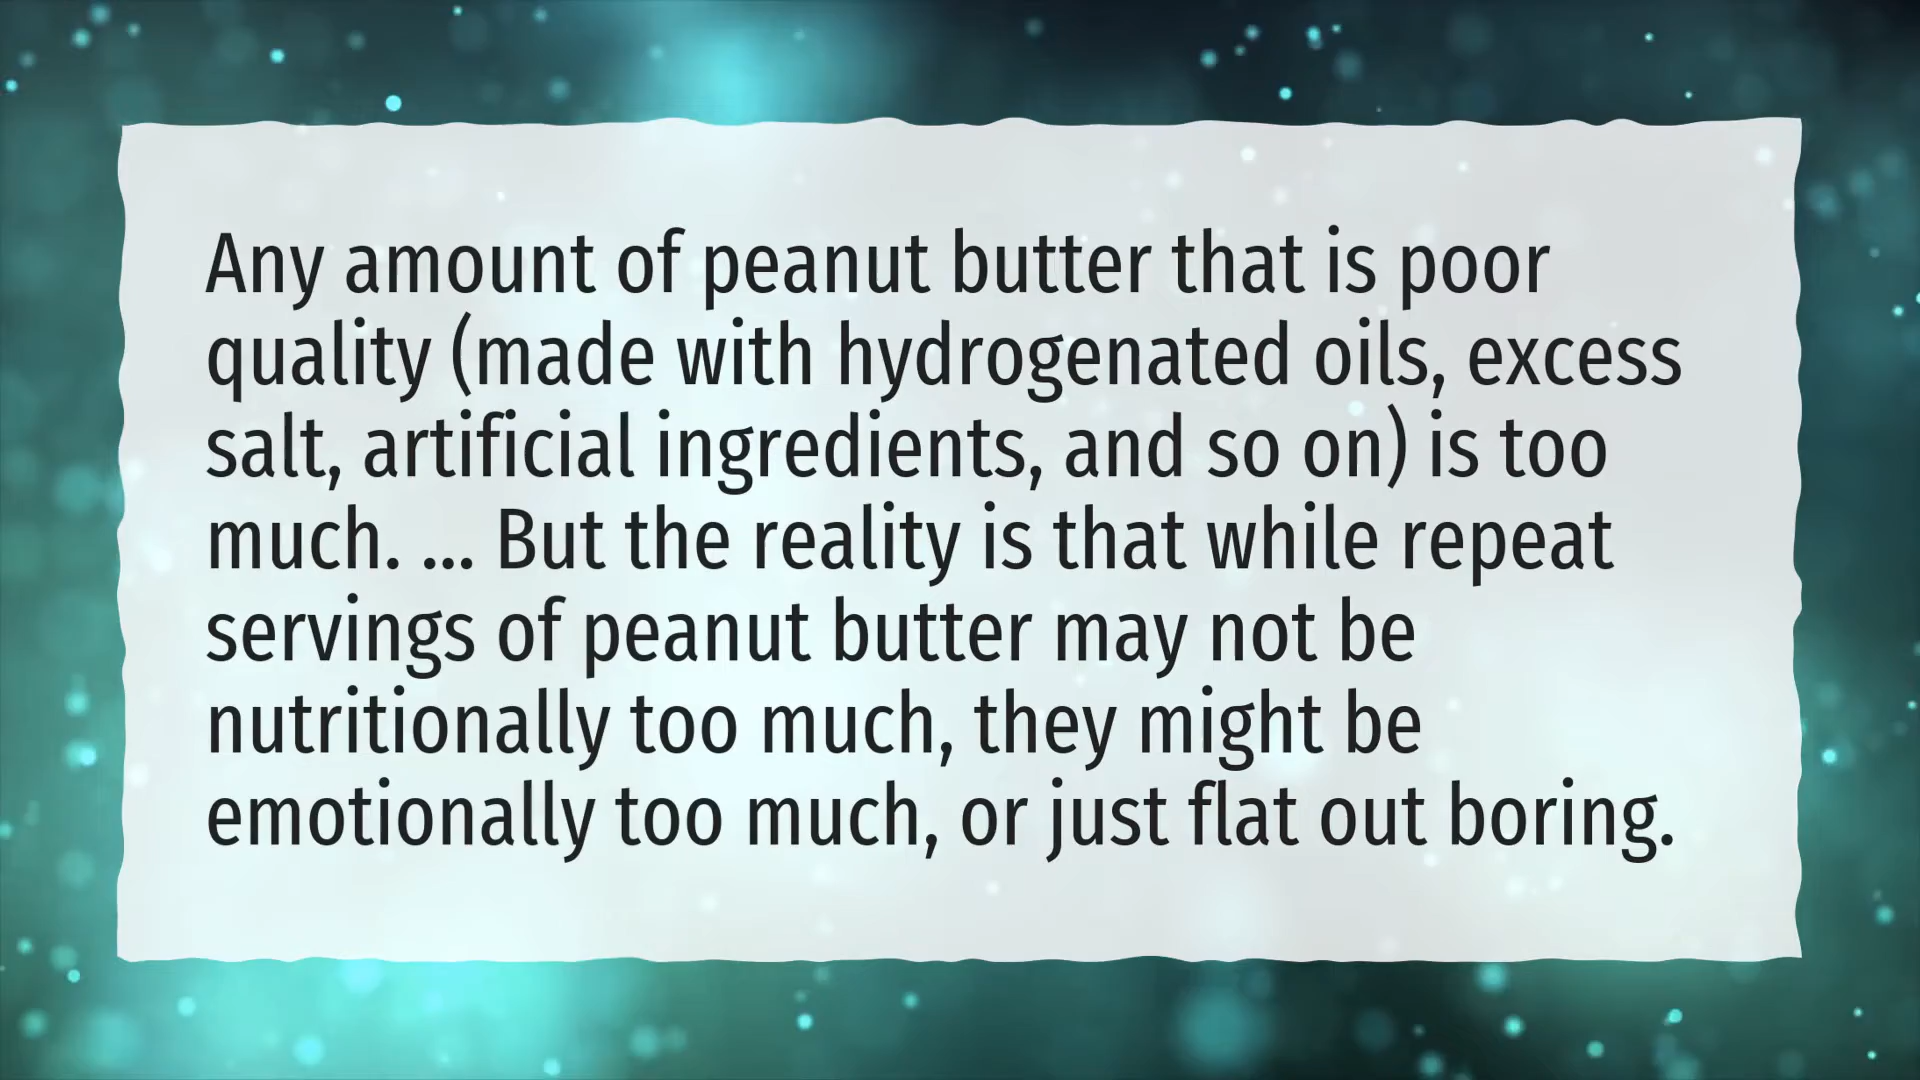 Any amount of peanut butter that is poor
quality (made with hydrogenated oils, excess
salt, artificial ingredients, and so on) is too
much. ... But the reality is that while repeat
servings of peanut butter may not be
nutritionally too much, they might be
emotionally too much, or just flat out boring.